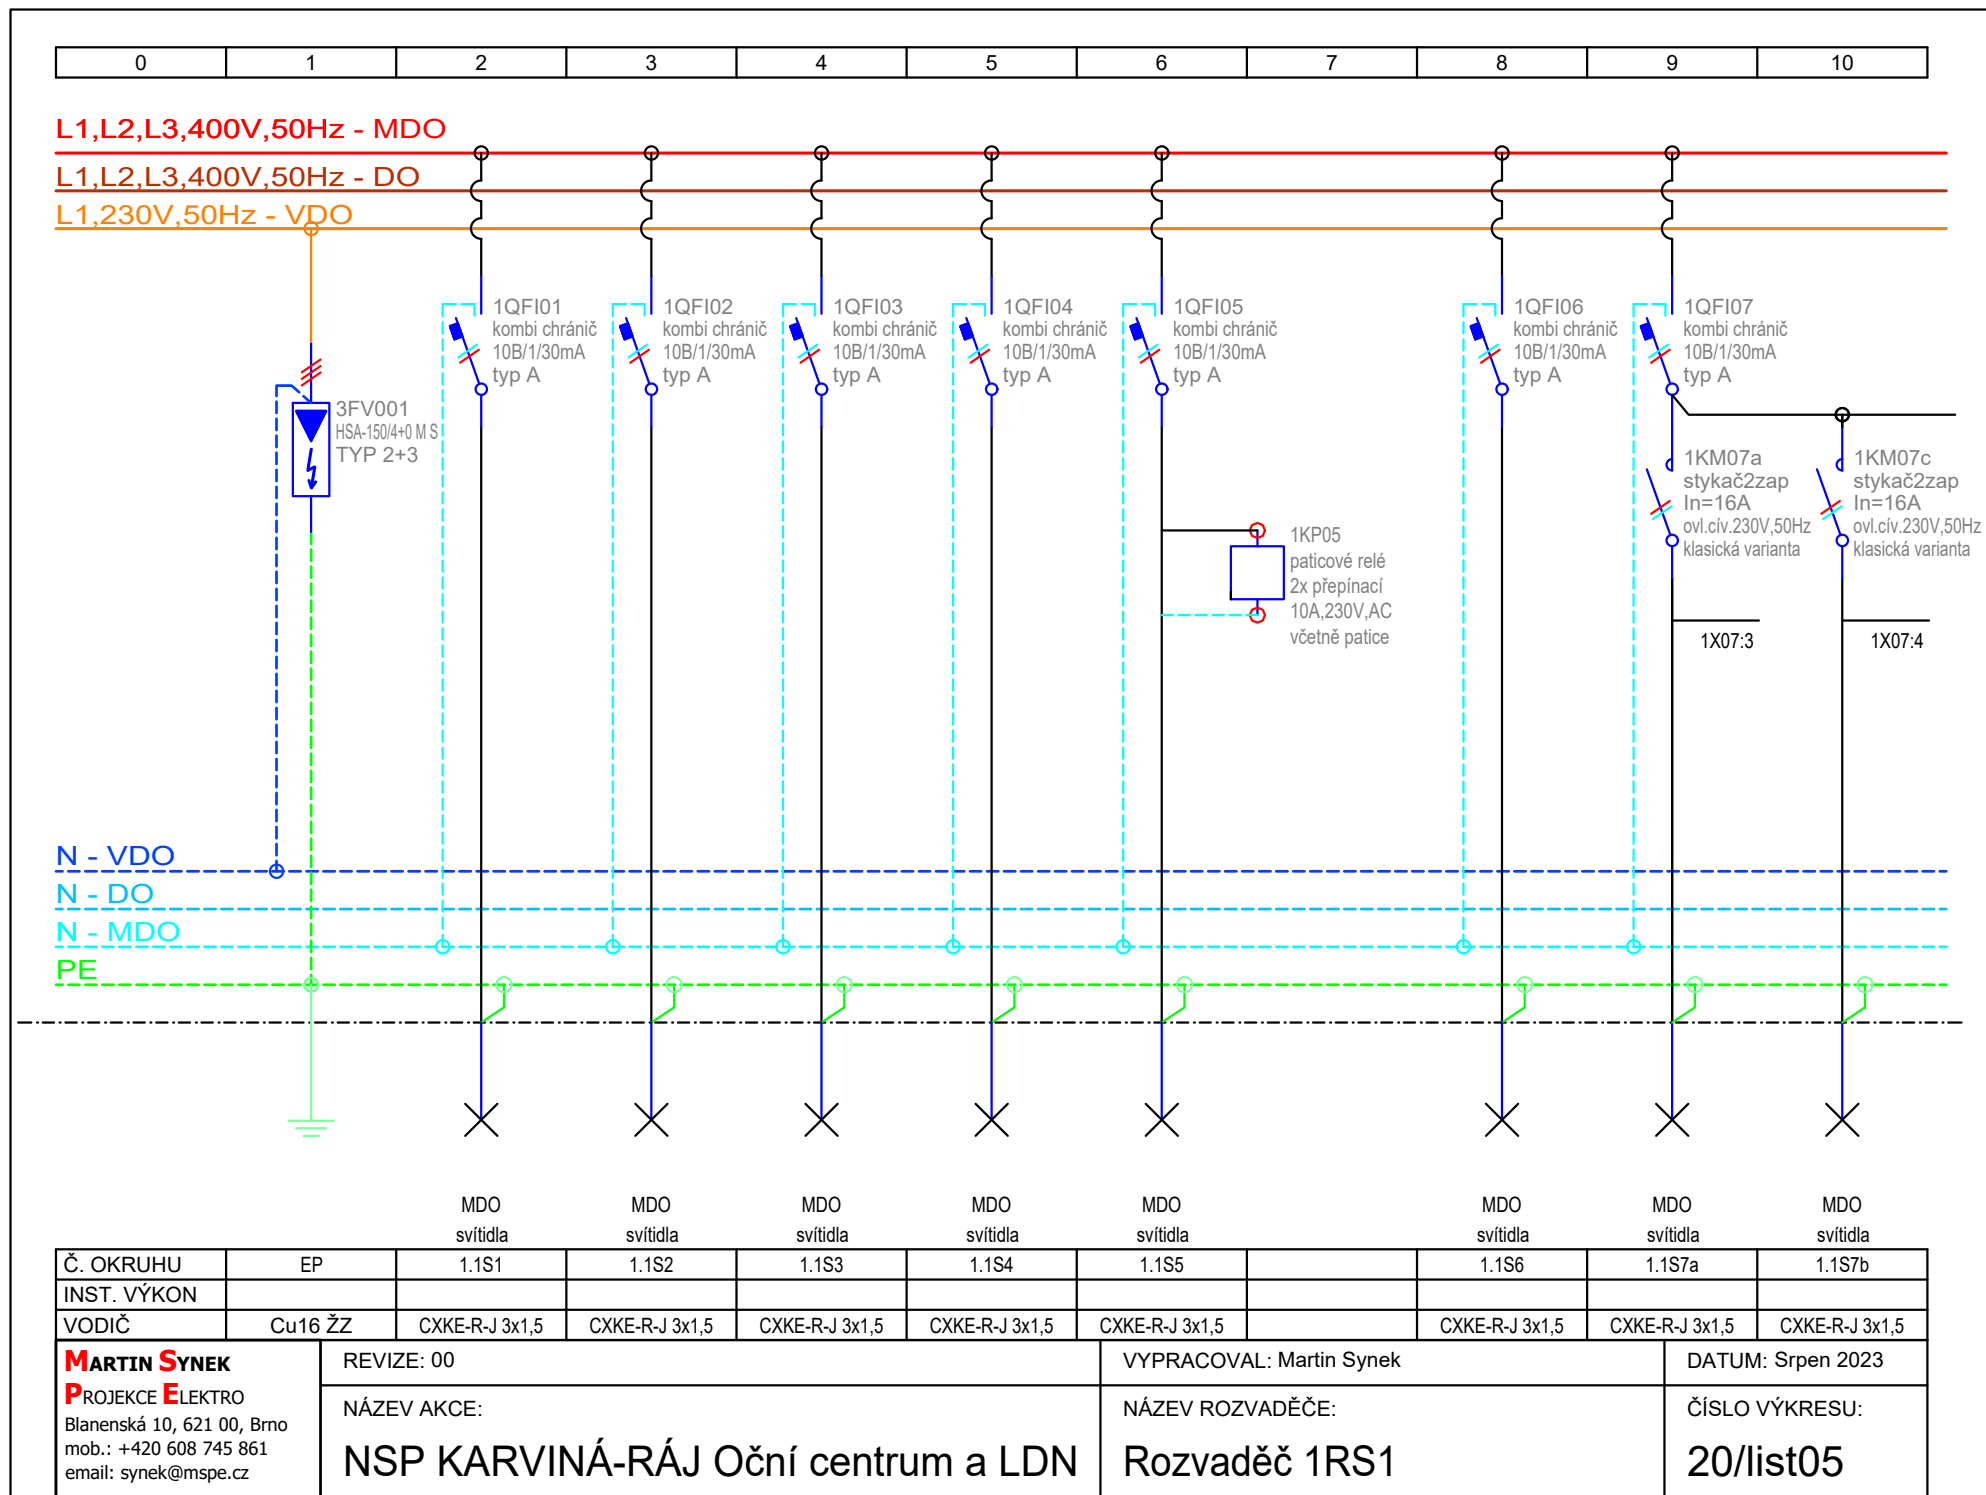 0 1 2 3 4 5 6 7 8 9 10
L1,L2,L3,400V,50Hz - MDO
L1,L2,L3,400V,50Hz - DO
L1,230V,50Hz - VDO
3FV001
HSA-150/4+0 M S
TYP 2+3
1QFI01
kombi chránič
10B/1/30mA
typ A
1QFI02
kombi chránič
10B/1/30mA
typ A
1QFI03
kombi chránič
10B/1/30mA
typ A
1QFI04
kombi chránič
10B/1/30mA
typ A
1QFI05
kombi chránič
10B/1/30mA
typ A
1QFI06
kombi chránič
10B/1/30mA
typ A
1QFI07
kombi chránič
10B/1/30mA
typ A
1KP05
paticové relé
2x přepínací
10A,230V,AC
včetně patice
1KM07a
stykač2zap
In=16A
ovl.cív.230V,50Hz
klasická varianta
1KM07c
stykač2zap
In=16A
ovl.cív.230V,50Hz
klasická varianta
1X07:3
1X07:4
N - VDO
N - DO
N - MDO
PE
MDO MDO MDO MDO MDO MDO MDO MDO
svítidla svítidla svítidla svítidla svítidla svítidla svítidla svítidla
Č. OKRUHU EP 1.1S1 1.1S2 1.1S3 1.1S4 1.1S5 1.1S6 1.1S7a 1.1S7b
INST. VÝKON
VODIČ Cu16 ŽZ CXKE-R-J 3x1,5 CXKE-R-J 3x1,5 CXKE-R-J 3x1,5 CXKE-R-J 3x1,5 CXKE-R-J 3x1,5 CXKE-R-J 3x1,5 CXKE-R-J 3x1,5 CXKE-R-J 3x1,5
MARTIN SYNEK
PROJEKCE ELEKTRO
Blanenská 10, 621 00, Brno
mob.: +420 608 745 861
email: synek@mspe.cz
REVIZE: 00
VYPRACOVAL: Martin Synek
DATUM: Srpen 2023
NÁZEV AKCE:
NSP KARVINÁ-RÁJ Oční centrum a LDN
NÁZEV ROZVADĚČE:
Rozvaděč 1RS1
ČÍSLO VÝKRESU:
20/list05